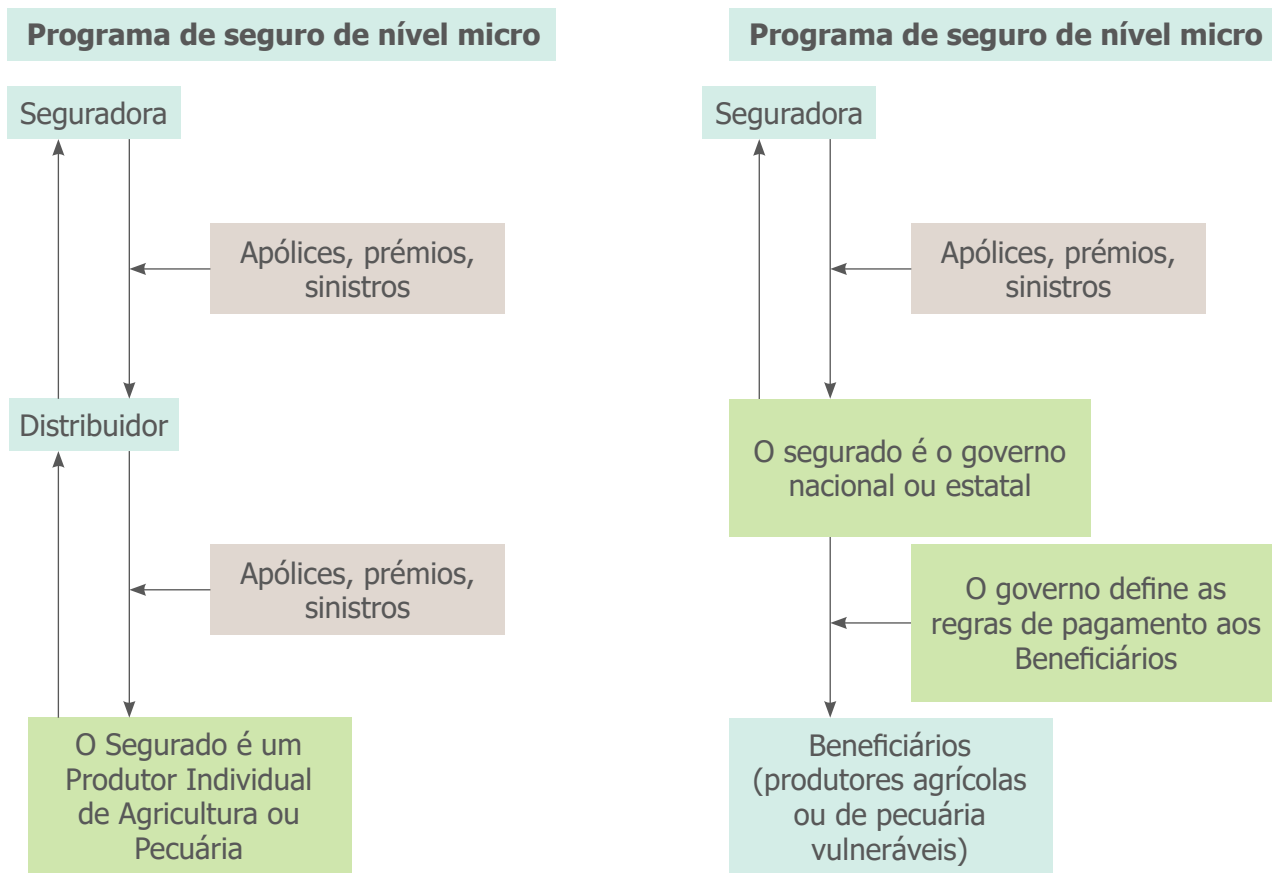 Programa de seguro de nível micro
Seguradora
Apólices, prémios,
sinistros
Distribuidor
Apólices, prémios,
sinistros
O Segurado é um
Produtor Individual
de Agricultura ou
Pecuária
Programa de seguro de nível micro
Seguradora
Apólices, prémios,
sinistros
O segurado é o governo
nacional ou estatal
O governo define as
regras de pagamento aos
Beneficiários
Beneficiários
(produtores agrícolas
ou de pecuária
vulneráveis)